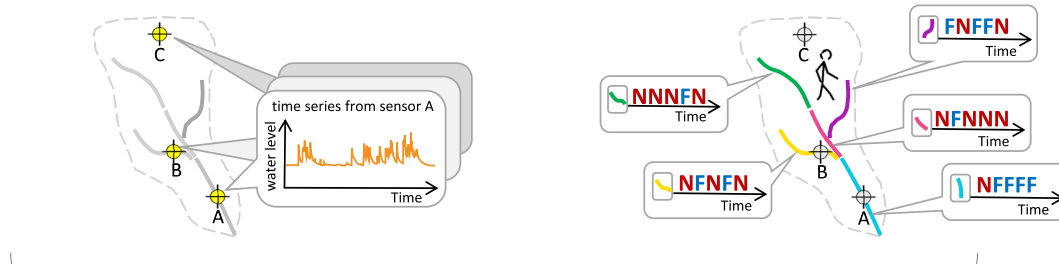 C
B
A
time series from sensor A
water level
Time
C
B
A
FNFFN
Time
NNNFN
Time
NFNNN
Time
NFNFN
Time
NFFFF
Time